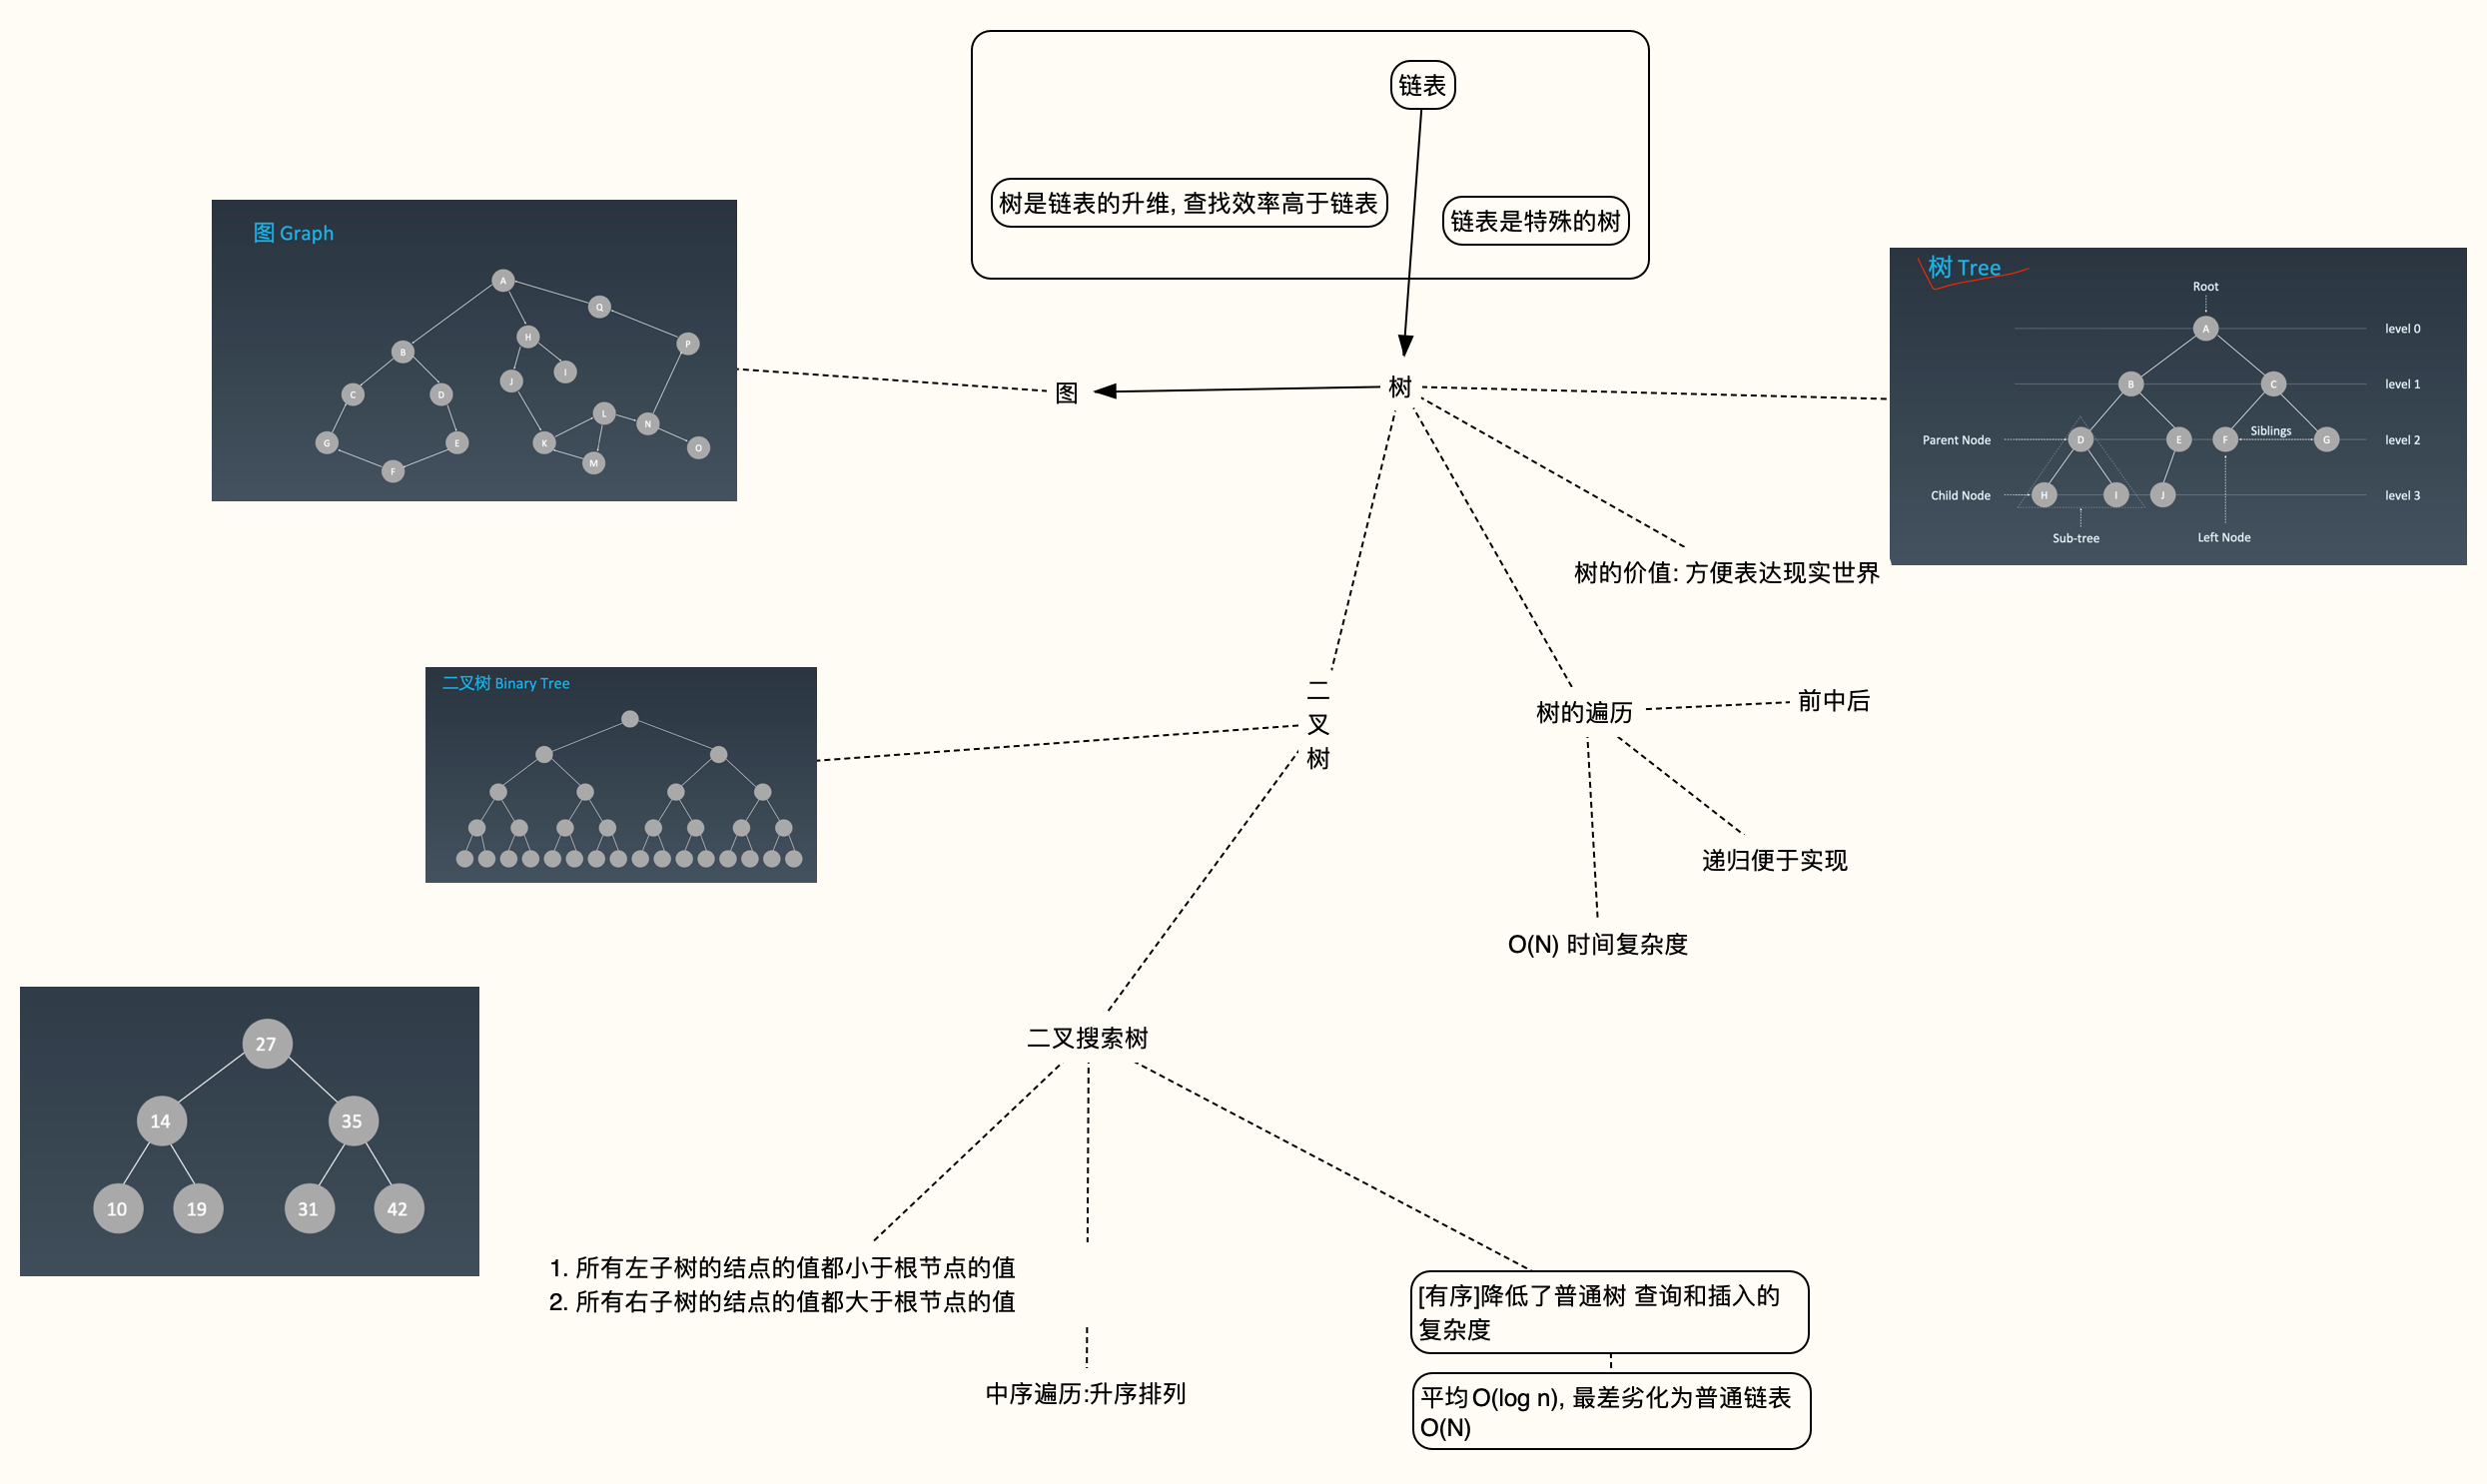 链表
树是链表的升维, 查找效率高于链表
链表是特殊的树
图 Graph
A
Q
H
P
B
I
J
C
D
L
N
G
E
K
O
M
F
图
树
树 Tree
Root
A
level 0
B
C
level 1
Parent Node
D
E
F
Siblings
G
level 2
Child Node
H
I
J
level 3
Sub-tree
Left Node
树的价值: 方便表达现实世界
二叉树 Binary Tree
二
叉
树
树的遍历
前中后
递归便于实现
O(N) 时间复杂度
27
14
35
10
19
31
42
二叉搜索树
1. 所有左子树的结点的值都小于根节点的值
2. 所有右子树的结点的值都大于根节点的值
中序遍历:升序排列
[有序]降低了普通树 查询和插入的
复杂度
平均O(log n), 最差劣化为普通链表
O(N)